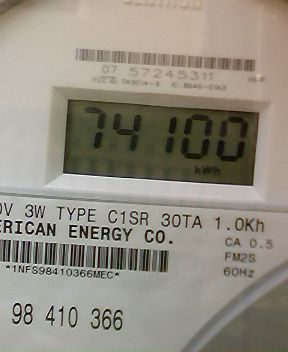 07 57245311
74100
kWh
0V 3W TYPE C1SR 30TA 1.0Kh
ERICAN ENERGY CO.
CA 0.5
FM2S
60Hz
*1NFS98410366MEC*
98 410 366